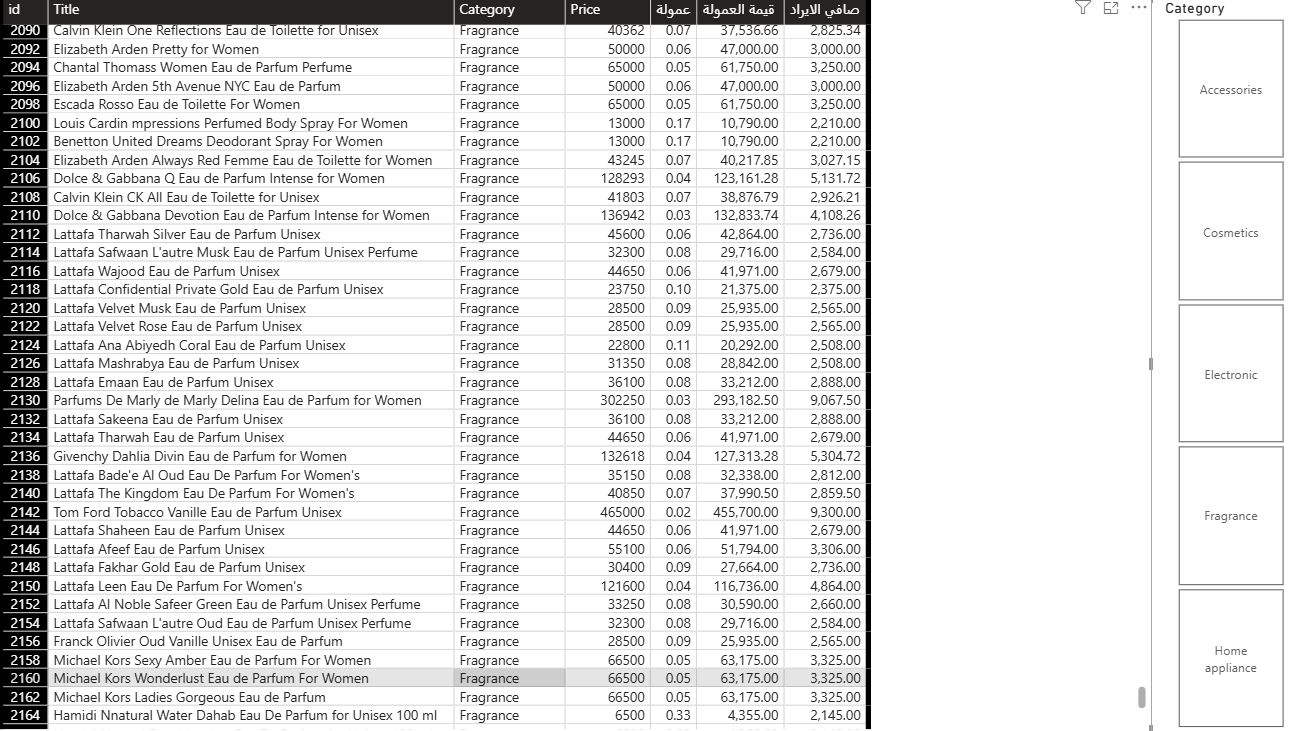 id Title Category Price عمولة قيمة العمولة صافي الايراد
2090 Calvin Klein One Reflections Eau de Toilette for Unisex Fragrance 40362 0.07 37,536.66 2,825.34
2092 Elizabeth Arden Pretty for Women Fragrance 50000 0.06 47,000.00 3,000.00
2094 Chantal Thomass Women Eau de Parfum Perfume Fragrance 65000 0.05 61,750.00 3,250.00
2096 Elizabeth Arden 5th Avenue NYC Eau de Parfum Fragrance 50000 0.06 47,000.00 3,000.00
2098 Escada Rosso Eau de Toilette For Women Fragrance 65000 0.05 61,750.00 3,250.00
2100 Louis Cardin mpressions Perfumed Body Spray For Women Fragrance 13000 0.17 10,790.00 2,210.00
2102 Benetton United Dreams Deodorant Spray For Women Fragrance 13000 0.17 10,790.00 2,210.00
2104 Elizabeth Arden Always Red Femme Eau de Toilette for Women Fragrance 43245 0.07 40,217.85 3,027.15
2106 Dolce & Gabbana Q Eau de Parfum Intense for Women Fragrance 128293 0.04 123,161.28 5,131.72
2108 Calvin Klein CK All Eau de Toilette for Unisex Fragrance 41803 0.07 38,876.79 2,926.21
2110 Dolce & Gabbana Devotion Eau de Parfum Intense for Women Fragrance 136942 0.03 132,833.74 4,108.26
2112 Lattafa Tharwah Silver Eau de Parfum Unisex Fragrance 45600 0.06 42,864.00 2,736.00
2114 Lattafa Safwaan L'autre Musk Eau de Parfum Unisex Perfume Fragrance 32300 0.08 29,716.00 2,584.00
2116 Lattafa Wajood Eau de Parfum Unisex Fragrance 44650 0.06 41,971.00 2,679.00
2118 Lattafa Confidential Private Gold Eau de Parfum Unisex Fragrance 23750 0.10 21,375.00 2,375.00
2120 Lattafa Velvet Musk Eau de Parfum Unisex Fragrance 28500 0.09 25,935.00 2,565.00
2122 Lattafa Velvet Rose Eau de Parfum Unisex Fragrance 28500 0.09 25,935.00 2,565.00
2124 Lattafa Ana Abiyedh Coral Eau de Parfum Unisex Fragrance 22800 0.11 20,292.00 2,508.00
2126 Lattafa Mashrabya Eau de Parfum Unisex Fragrance 31350 0.08 28,842.00 2,508.00
2128 Lattafa Emaan Eau de Parfum Unisex Fragrance 36100 0.08 33,212.00 2,888.00
2130 Parfums De Marly de Marly Delina Eau de Parfum for Women Fragrance 302250 0.03 293,182.50 9,067.50
2132 Lattafa Sakeena Eau de Parfum Unisex Fragrance 36100 0.08 33,212.00 2,888.00
2134 Lattafa Tharwah Eau de Parfum Unisex Fragrance 44650 0.06 41,971.00 2,679.00
2136 Givenchy Dahlia Divin Eau de Parfum for Women Fragrance 132618 0.04 127,313.28 5,304.72
2138 Lattafa Bade'e Al Oud Eau De Parfum For Women's Fragrance 35150 0.08 32,338.00 2,812.00
2140 Lattafa The Kingdom Eau De Parfum For Women's Fragrance 40850 0.07 37,990.50 2,859.50
2142 Tom Ford Tobacco Vanille Eau de Parfum Unisex Fragrance 465000 0.02 455,700.00 9,300.00
2144 Lattafa Shaheen Eau de Parfum Unisex Fragrance 44650 0.06 41,971.00 2,679.00
2146 Lattafa Afeef Eau de Parfum Unisex Fragrance 55100 0.06 51,794.00 3,306.00
2148 Lattafa Fakhar Gold Eau de Parfum Unisex Fragrance 30400 0.09 27,664.00 2,736.00
2150 Lattafa Leen Eau De Parfum For Women's Fragrance 121600 0.04 116,736.00 4,864.00
2152 Lattafa Al Noble Safeer Green Eau de Parfum Unisex Perfume Fragrance 33250 0.08 30,590.00 2,660.00
2154 Lattafa Safwaan L'autre Oud Eau de Parfum Unisex Perfume Fragrance 32300 0.08 29,716.00 2,584.00
2156 Franck Olivier Oud Vanille Unisex Eau de Parfum Fragrance 28500 0.09 25,935.00 2,565.00
2158 Michael Kors Sexy Amber Eau de Parfum For Women Fragrance 66500 0.05 63,175.00 3,325.00
2160 Michael Kors Wonderlust Eau de Parfum For Women Fragrance 66500 0.05 63,175.00 3,325.00
2162 Michael Kors Ladies Gorgeous Eau de Parfum Fragrance 66500 0.05 63,175.00 3,325.00
2164 Hamidi Nnatural Water Dahab Eau De Parfum for Unisex 100 ml Fragrance 6500 0.33 4,355.00 2,145.00
Category
Accessories
Cosmetics
Electronic
Fragrance
Home
appliance